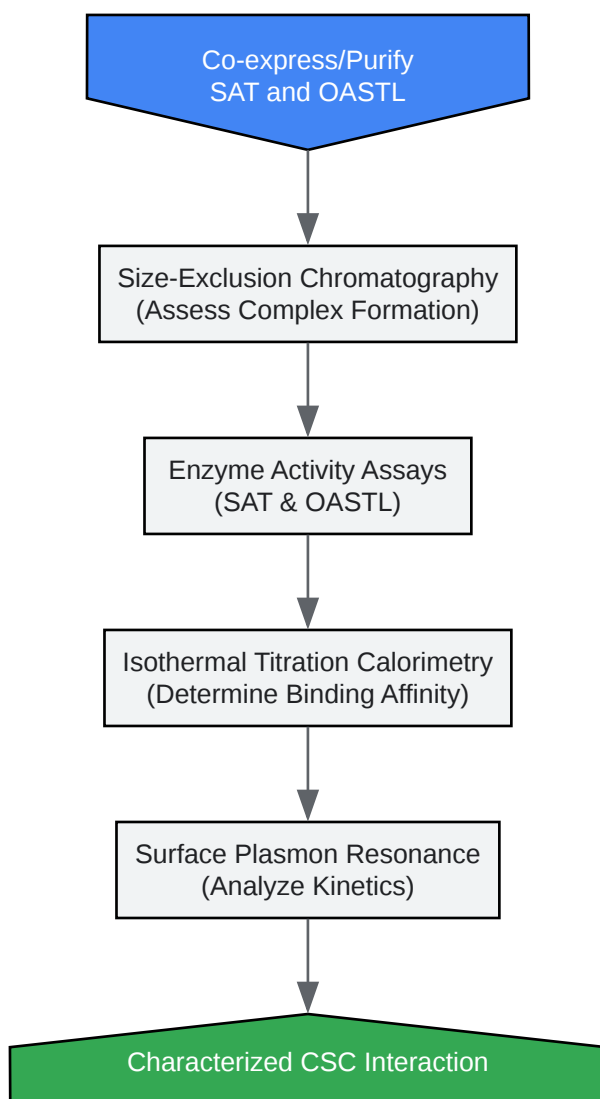 Co-express/Purify
SAT and OASTL
Size-Exclusion Chromatography
(Assess Complex Formation)
Enzyme Activity Assays
(SAT & OASTL)
Isothermal Titration Calorimetry
(Determine Binding Affinity)
Surface Plasmon Resonance
(Analyze Kinetics)
Characterized CSC Interaction